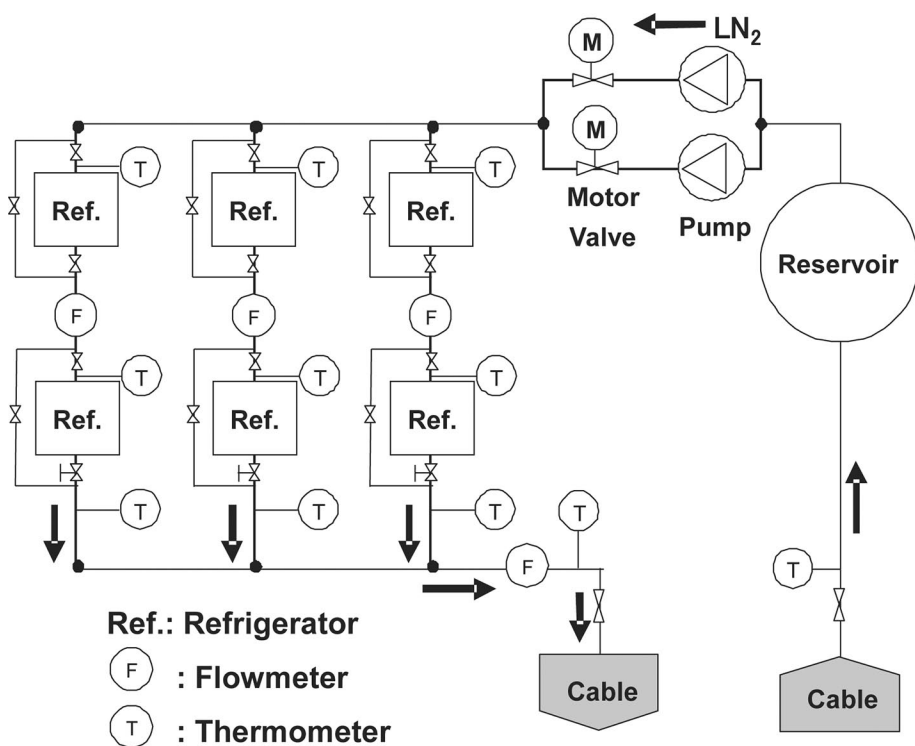 M
LN₂
M
T
T
T
Ref.
Ref.
Ref.
Motor
Valve
Pump
Reservoir
F
F
F
T
T
T
Ref.
Ref.
Ref.
T
T
T
T
F
T
Ref.: Refrigerator
F : Flowmeter
T : Thermometer
Cable
Cable